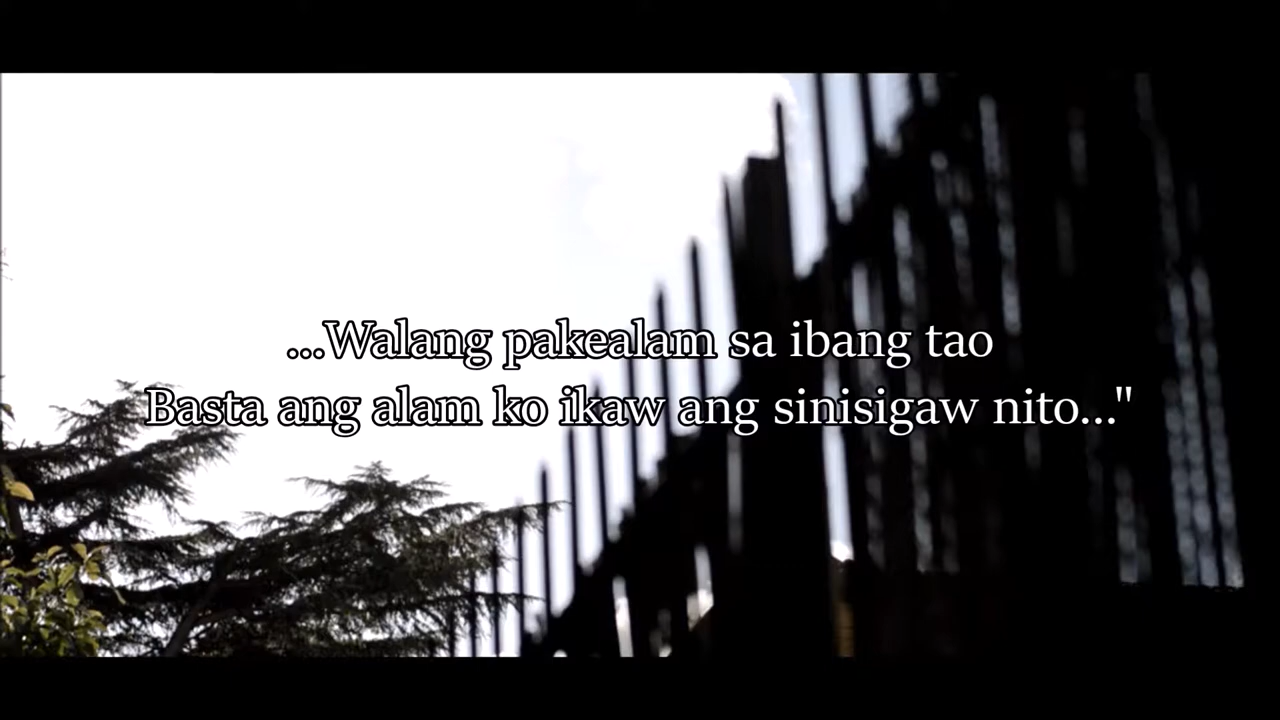 ...Walang pakealam sa ibang tao
Basta ang alam ko ikaw ang sinisigaw nito..."